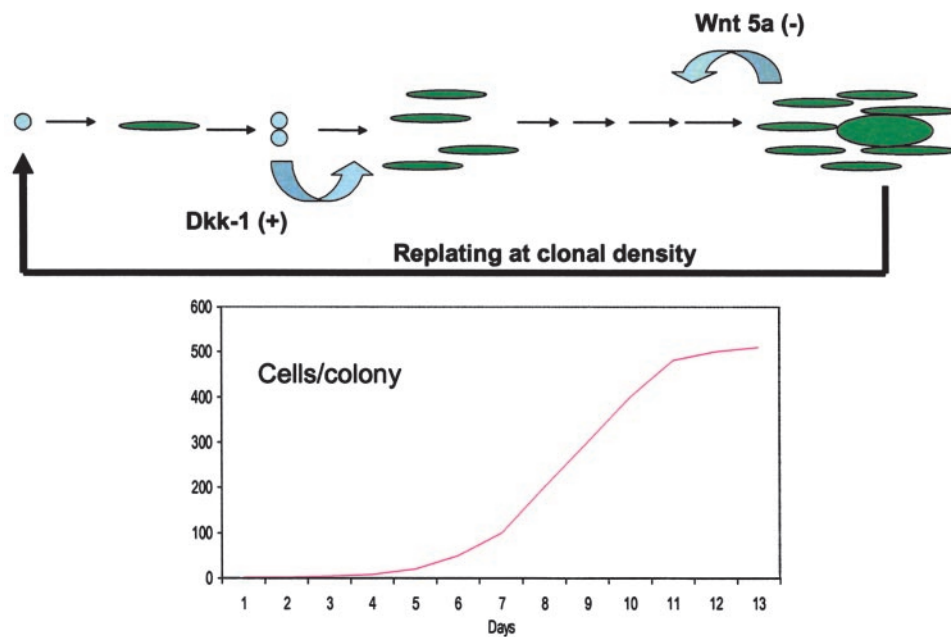 Wnt 5a (-)
Dkk-1 (+)
Replating at clonal density
600
500
400
300
200
100
0
Cells/colony
1 2 3 4 5 6 7 8 9 10 11 12 13
Days